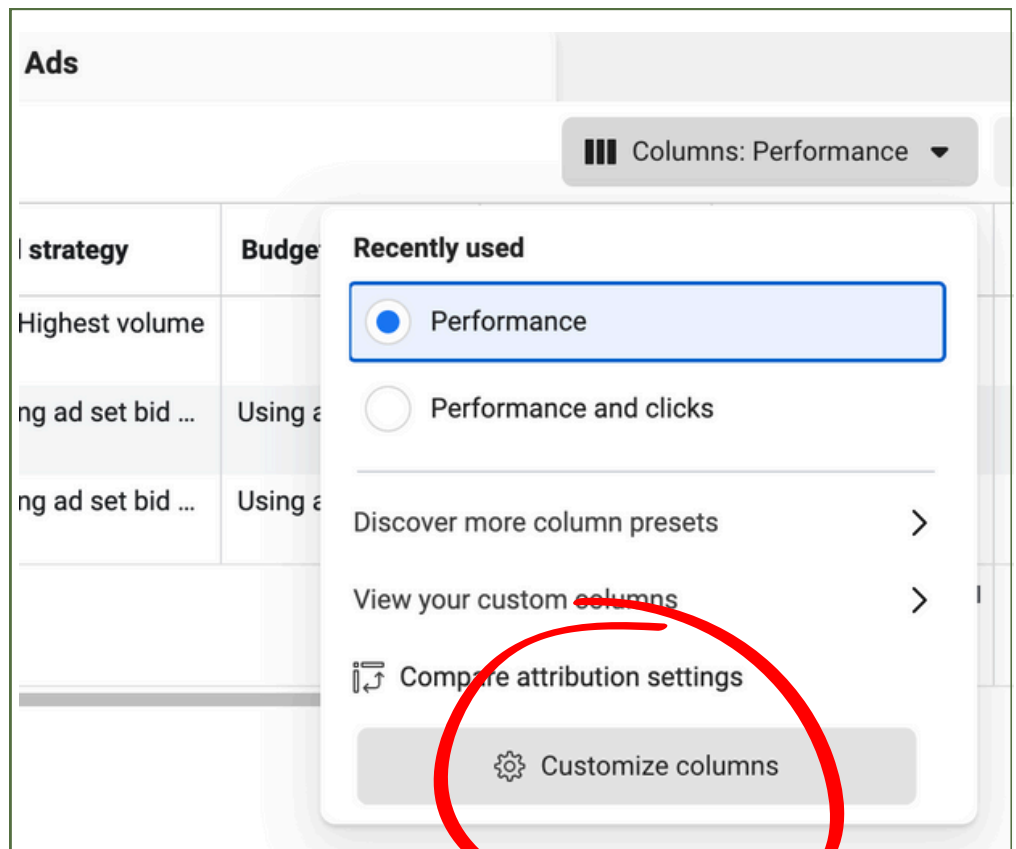 Ads
Columns: Performance
strategy
Budge
Recently used
Highest volume
Performance
ng ad set bid ...
Using a
Performance and clicks
ng ad set bid ...
Using a
Discover more column presets
View your custom columns
Compare attribution settings
Customize columns